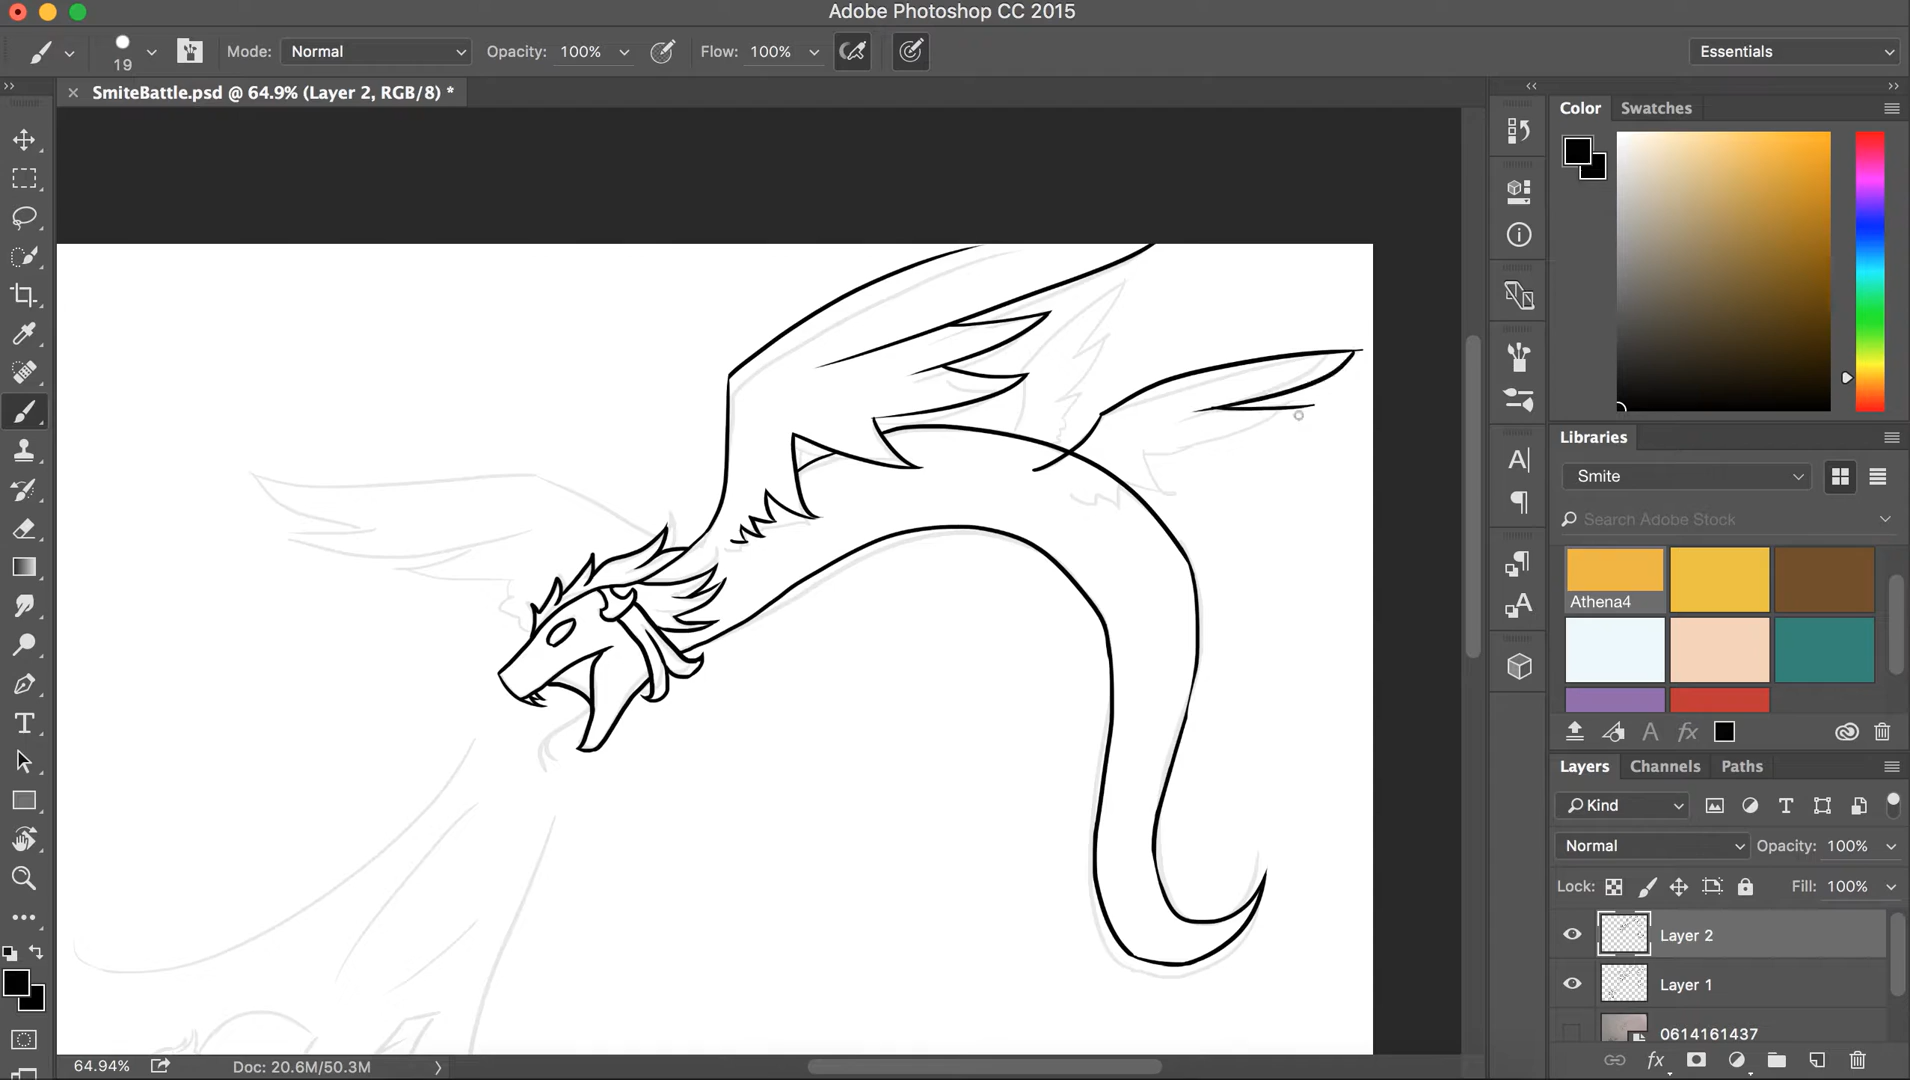 Adobe Photoshop CC 2015
19
Mode: Normal
Opacity: 100%
Flow: 100%
Essentials
SmiteBattle.psd @ 64.9% (Layer 2, RGB/8) *
Color
Swatches
Libraries
Smite
Search Adobe Stock
Athena4
Layers
Channels
Paths
Kind
Normal
Opacity: 100%
Lock:
Fill: 100%
Layer 2
Layer 1
0614161437
64.94%
Doc: 20.6M/50.3M